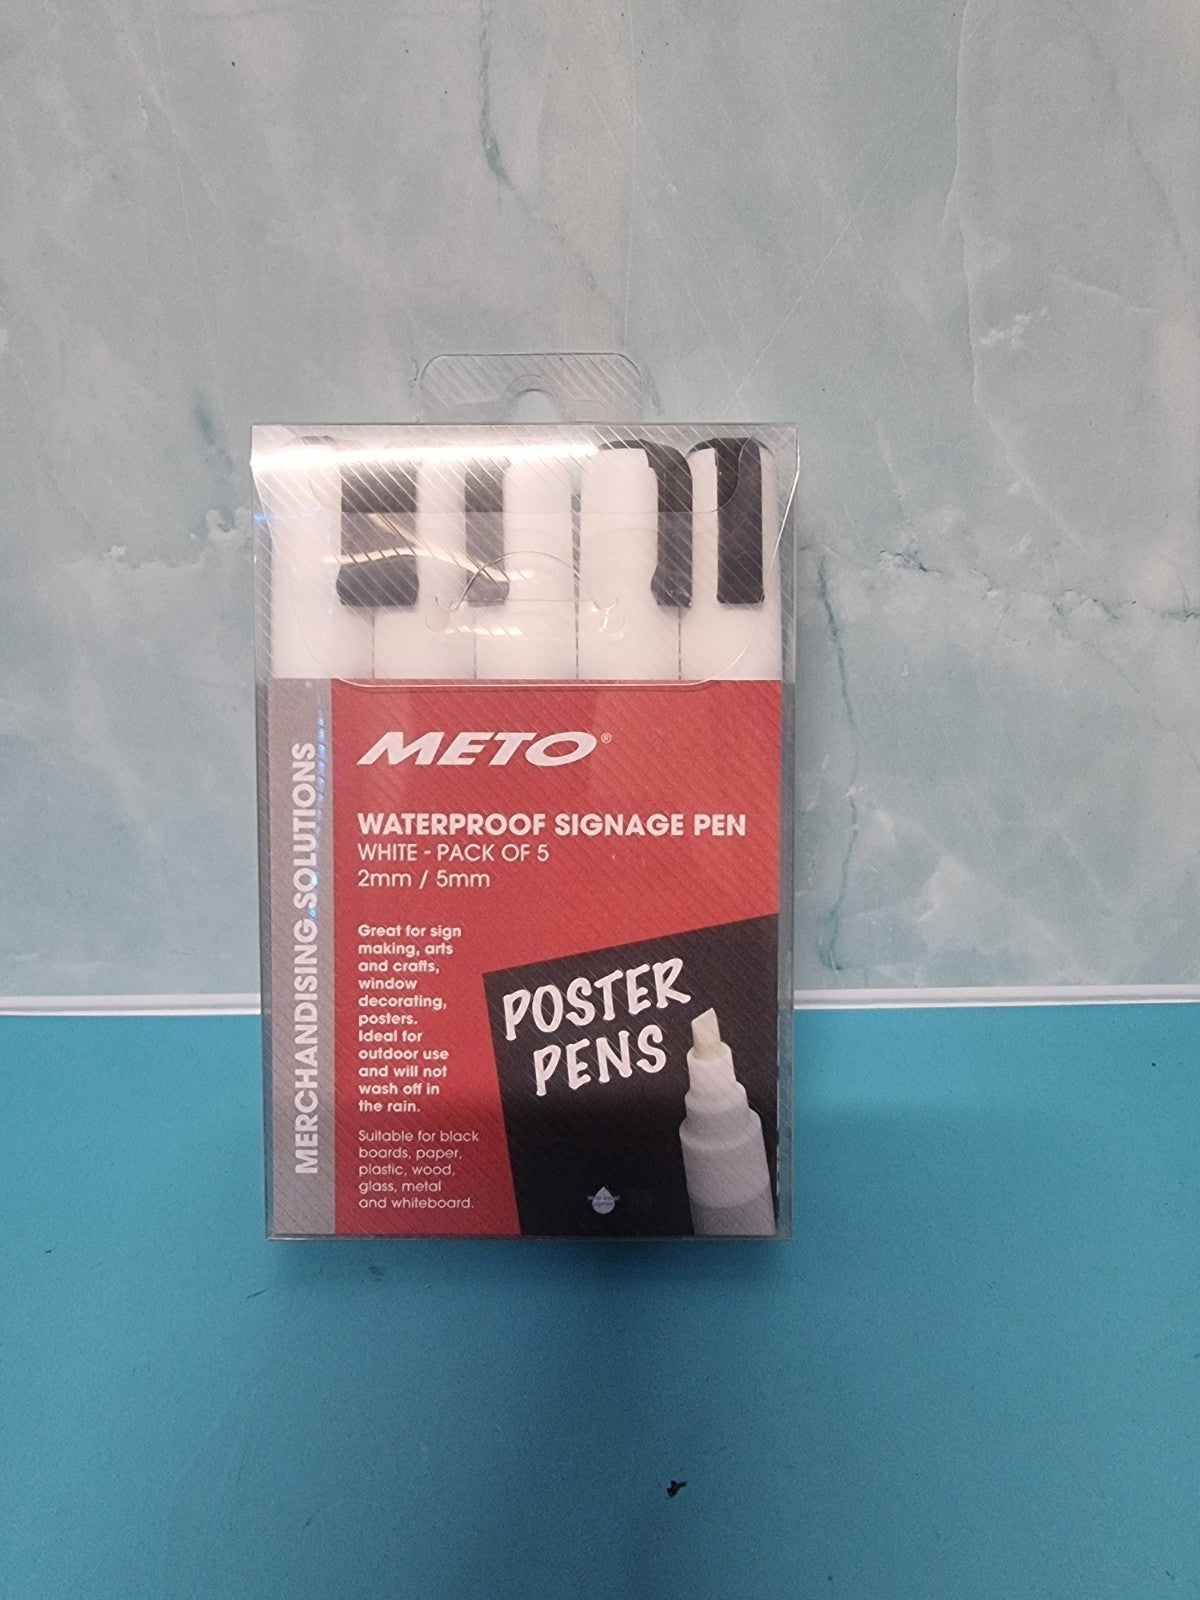 METO®
WATERPROOF SIGNAGE PEN
WHITE - PACK OF 5
2mm / 5mm
Great for sign
making, arts
and crafts,
window
decorating,
posters.
Ideal for
outdoor use
and will not
wash off in
the rain.
Suitable for black
boards, paper,
plastic, wood,
glass, metal
and whiteboard.
POSTER
PENS
MERCHANDISING SOLUTIONS